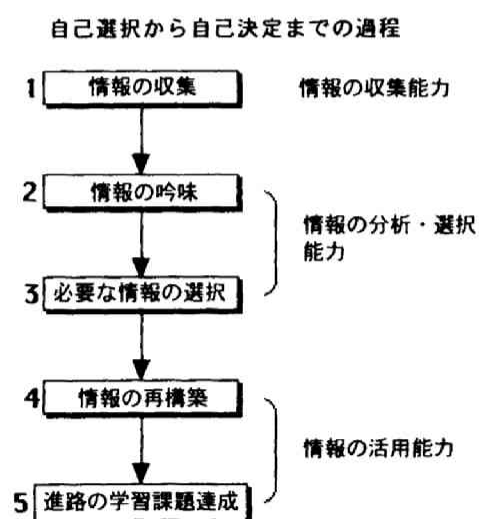 自己選択から自己決定までの過程
1 情報の収集 情報の収集能力
2 情報の吟味
情報の分析・選択
能力
3 必要な情報の選択
4 情報の再構築
情報の活用能力
5 進路の学習課題達成